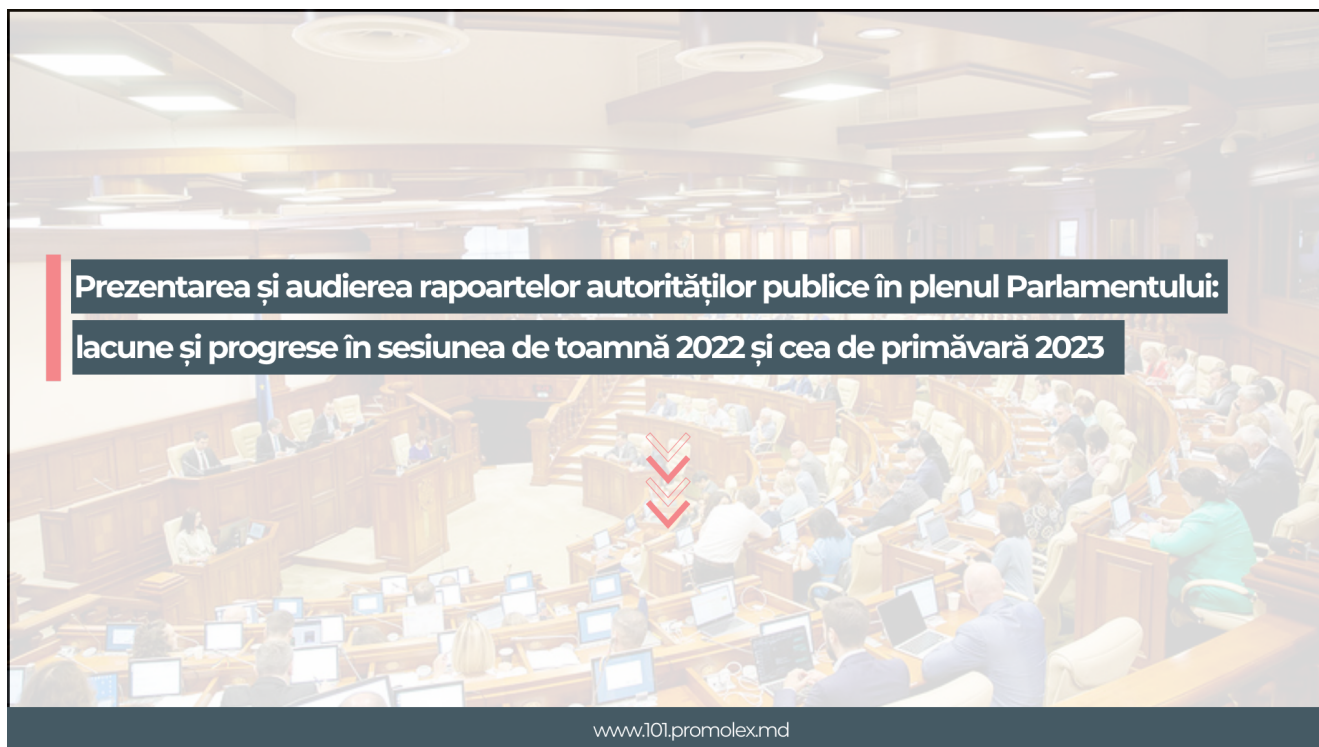 Prezentarea și audierea rapoartelor autorităților publice în plenul Parlamentului:
lacune și progrese în sesiunea de toamnă 2022 și cea de primăvară 2023
www.101.promolex.md